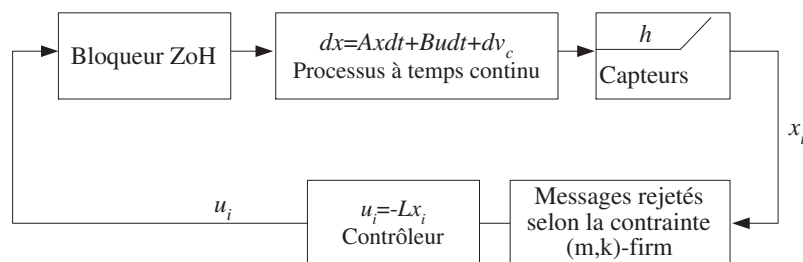 Bloqueur ZoH
dx=Axdt+Budt+dv_c
Processus à temps continu
h
Capteurs
x_i
Messages rejetés
selon la contrainte
(m,k)-firm
u_i=-Lx_i
Contrôleur
u_i